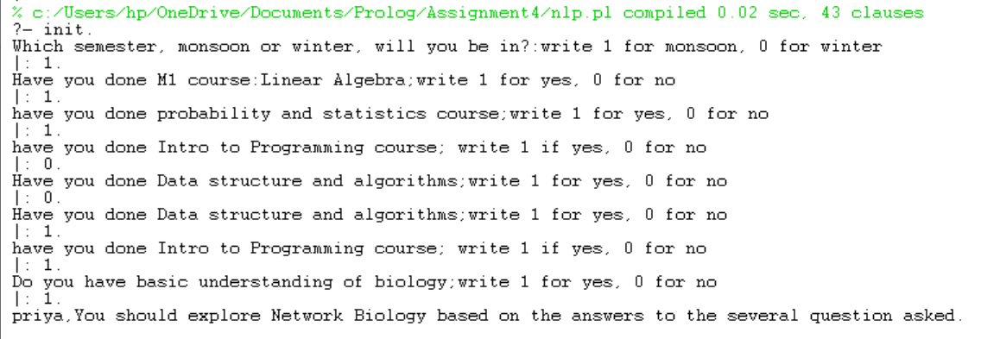 % c:/Users/hp/OneDrive/Documents/Prolog/Assignment4/nlp.pl compiled 0.02 sec, 43 clauses
?- init.
Which semester, monsoon or winter, will you be in?:write 1 for monsoon, 0 for winter
|: 1.
Have you done M1 course:Linear Algebra;write 1 for yes, 0 for no
|: 1.
have you done probability and statistics course;write 1 for yes, 0 for no
|: 1.
have you done Intro to Programming course; write 1 if yes, 0 for no
|: 0.
Have you done Data structure and algorithms;write 1 for yes, 0 for no
|: 0.
Have you done Data structure and algorithms;write 1 for yes, 0 for no
|: 1.
have you done Intro to Programming course; write 1 if yes, 0 for no
|: 1.
Do you have basic understanding of biology;write 1 for yes, 0 for no
|: 1.
priya,You should explore Network Biology based on the answers to the several question asked.